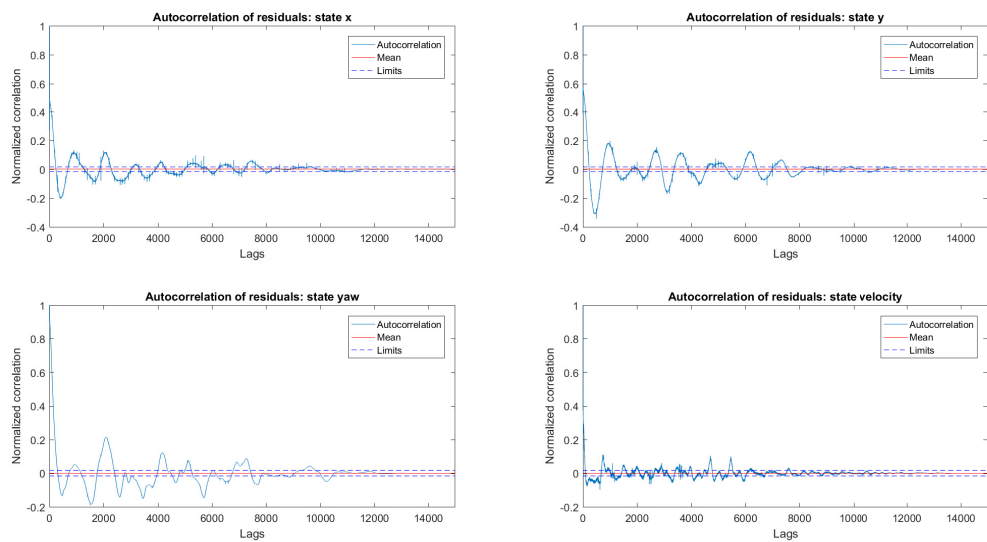 Autocorrelation of residuals: state x
Normalized correlation
1
0.8
0.6
0.4
0.2
0
-0.2
-0.4
0 2000 4000 6000 8000 10000 12000 14000
Lags
Autocorrelation
Mean
Limits
Autocorrelation of residuals: state y
Normalized correlation
1
0.8
0.6
0.4
0.2
0
-0.2
-0.4
0 2000 4000 6000 8000 10000 12000 14000
Lags
Autocorrelation
Mean
Limits
Autocorrelation of residuals: state yaw
Normalized correlation
1
0.8
0.6
0.4
0.2
0
-0.2
0 2000 4000 6000 8000 10000 12000 14000
Lags
Autocorrelation
Mean
Limits
Autocorrelation of residuals: state velocity
Normalized correlation
1
0.8
0.6
0.4
0.2
0
-0.2
0 2000 4000 6000 8000 10000 12000 14000
Lags
Autocorrelation
Mean
Limits